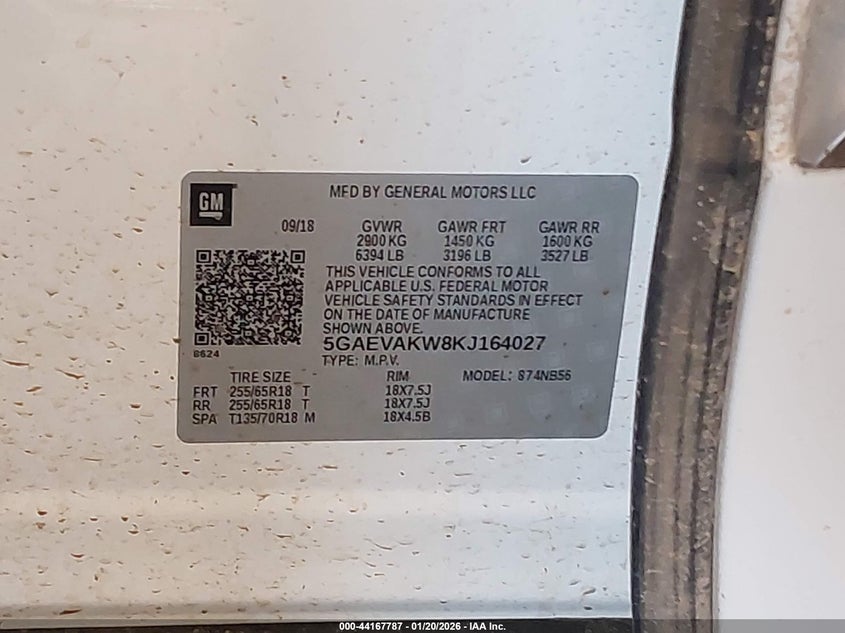 GM
MFD BY GENERAL MOTORS LLC
09/18 GVWR GAWR FRT GAWR RR
2900 KG 1450 KG 1600 KG
6394 LB 3196 LB 3527 LB
THIS VEHICLE CONFORMS TO ALL
APPLICABLE U.S. FEDERAL MOTOR
VEHICLE SAFETY STANDARDS IN EFFECT
ON THE DATE OF MANUFACTURE
SHOWN ABOVE.
8624
5GAEVAKW8KJ164027
TYPE: M.P.V.
TIRE SIZE RIM MODEL: 874NB56
FRT 255/65R18 T 18X7.5J
RR 255/65R18 T 18X7.5J
SPA T135/70R18 M 18X4.5B
000-44167787 - 01/20/2026 - IAA Inc.